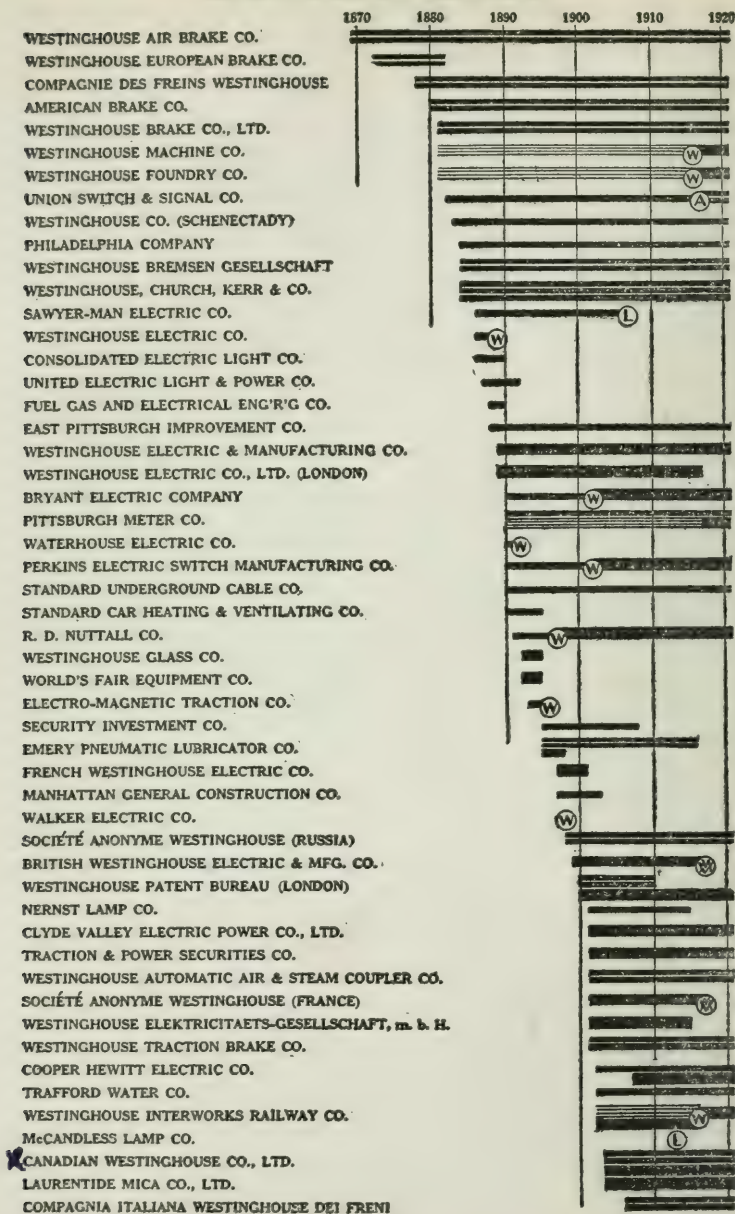 1870 1880 1890 1900 1910 1920
WESTINGHOUSE AIR BRAKE CO.
WESTINGHOUSE EUROPEAN BRAKE CO.
COMPAGNIE DES FREINS WESTINGHOUSE
AMERICAN BRAKE CO.
WESTINGHOUSE BRAKE CO., LTD.
WESTINGHOUSE MACHINE CO. W
WESTINGHOUSE FOUNDRY CO. W
UNION SWITCH & SIGNAL CO. A
WESTINGHOUSE CO. (SCHENECTADY)
PHILADELPHIA COMPANY
WESTINGHOUSE BREMSEN GESELLSCHAFT
WESTINGHOUSE, CHURCH, KERR & CO.
SAWYER-MAN ELECTRIC CO. L
WESTINGHOUSE ELECTRIC CO. W
CONSOLIDATED ELECTRIC LIGHT CO.
UNITED ELECTRIC LIGHT & POWER CO.
FUEL GAS AND ELECTRICAL ENG'R'G CO.
EAST PITTSBURGH IMPROVEMENT CO.
WESTINGHOUSE ELECTRIC & MANUFACTURING CO.
WESTINGHOUSE ELECTRIC CO., LTD. (LONDON)
BRYANT ELECTRIC COMPANY W
PITTSBURGH METER CO.
WATERHOUSE ELECTRIC CO. W
PERKINS ELECTRIC SWITCH MANUFACTURING CO. W
STANDARD UNDERGROUND CABLE CO.
STANDARD CAR HEATING & VENTILATING CO.
R. D. NUTTALL CO. W
WESTINGHOUSE GLASS CO.
WORLD'S FAIR EQUIPMENT CO.
ELECTRO-MAGNETIC TRACTION CO. W
SECURITY INVESTMENT CO.
EMERY PNEUMATIC LUBRICATOR CO.
FRENCH WESTINGHOUSE ELECTRIC CO.
MANHATTAN GENERAL CONSTRUCTION CO.
WALKER ELECTRIC CO. W
SOCIÉTÉ ANONYME WESTINGHOUSE (RUSSIA)
BRITISH WESTINGHOUSE ELECTRIC & MFG. CO.
WESTINGHOUSE PATENT BUREAU (LONDON)
NERNST LAMP CO.
CLYDE VALLEY ELECTRIC POWER CO., LTD.
TRACTION & POWER SECURITIES CO.
WESTINGHOUSE AUTOMATIC AIR & STEAM COUPLER CO.
SOCIÉTÉ ANONYME WESTINGHOUSE (FRANCE)
WESTINGHOUSE ELEKTRICITAETS-GESELLSCHAFT, m. b. H.
WESTINGHOUSE TRACTION BRAKE CO.
COOPER HEWITT ELECTRIC CO.
TRAFFORD WATER CO.
WESTINGHOUSE INTERWORKS RAILWAY CO. W
McCANDLESS LAMP CO. L
CANADIAN WESTINGHOUSE CO., LTD.
LAURENTIDE MICA CO., LTD.
COMPAGNIA ITALIANA WESTINGHOUSE DEI FRENI